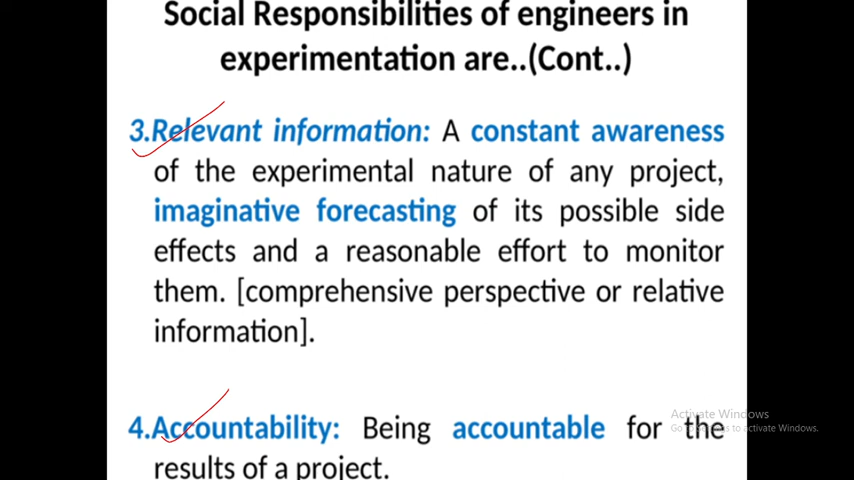 Social Responsibilities of engineers in
experimentation are..(Cont..)
3.Relevant information: A constant awareness
of the experimental nature of any project,
imaginative forecasting of its possible side
effects and a reasonable effort to monitor
them. [comprehensive perspective or relative
information].
Activate Windows
4.Accountability: Being accountable for the
Go to Settings to activate Windows.
results of a project.